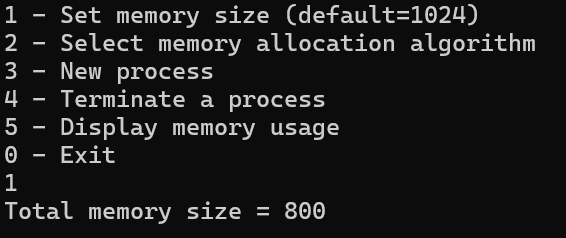 1 - Set memory size (default=1024)
2 - Select memory allocation algorithm
3 - New process
4 - Terminate a process
5 - Display memory usage
0 - Exit
1
Total memory size = 800